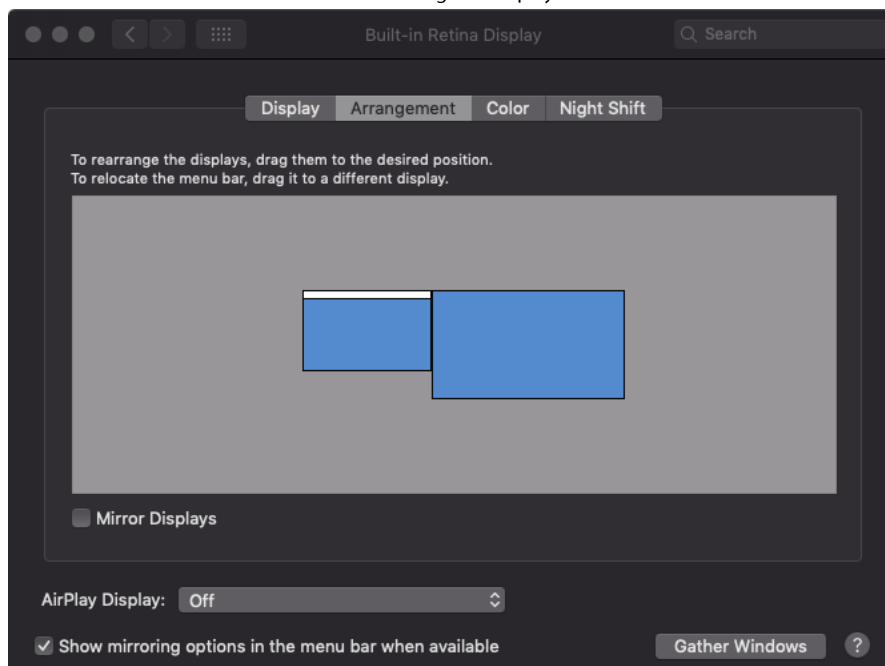 Built-in Retina Display
Search
Display Arrangement Color Night Shift
To rearrange the displays, drag them to the desired position.
To relocate the menu bar, drag it to a different display.
Mirror Displays
AirPlay Display: Off
Show mirroring options in the menu bar when available
Gather Windows ?